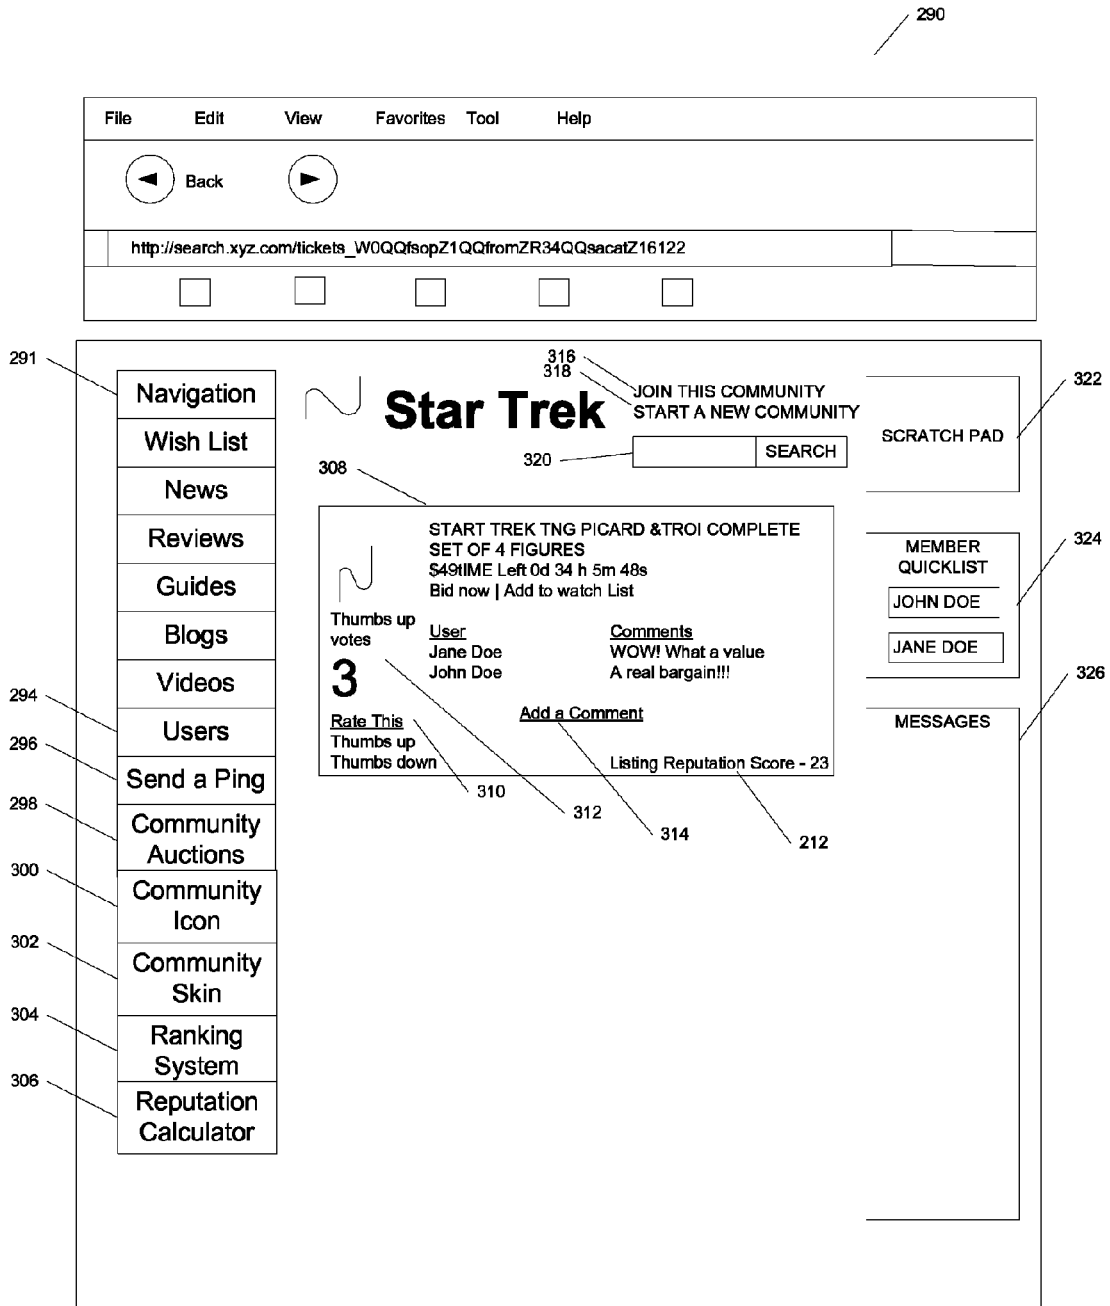 290
File Edit View Favorites Tool Help
Back
http://search.xyz.com/tickets_W0QQfsopZ1QQfromZR34QQsacatZ16122
291
Navigation
Wish List
News
Reviews
Guides
Blogs
Videos
294
Users
296
Send a Ping
298
Community
Auctions
300
Community
Icon
302
Community
Skin
304
Ranking
System
306
Reputation
Calculator
Star Trek
316
318
JOIN THIS COMMUNITY
START A NEW COMMUNITY
320
SEARCH
308
START TREK TNG PICARD &TROI COMPLETE
SET OF 4 FIGURES
$49tIME Left 0d 34 h 5m 48s
Bid now | Add to watch List
Thumbs up
votes
3
User Comments
Jane Doe WOW! What a value
John Doe A real bargain!!!
Add a Comment
Rate This
Thumbs up
Thumbs down
Listing Reputation Score - 23
310
312
314
212
322
SCRATCH PAD
324
MEMBER
QUICKLIST
JOHN DOE
JANE DOE
326
MESSAGES